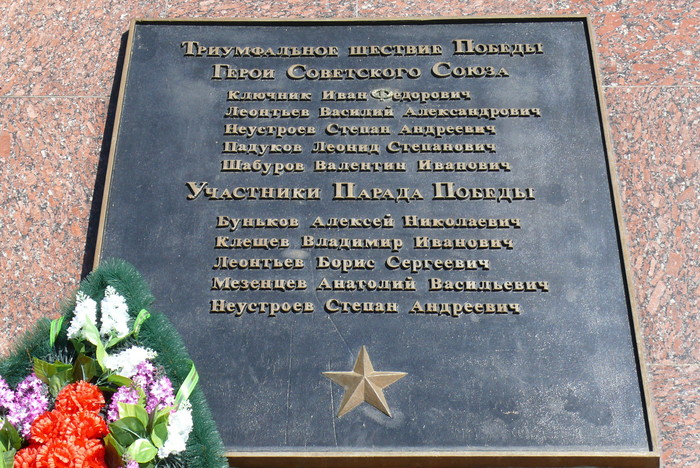 Триумфальное шествие Победы
Герои Советского Союза
Ключник Иван Фёдорович
Леонтьев Василий Александрович
Неустроев Степан Андреевич
Падуков Леонид Степанович
Шабуров Валентин Иванович
Участники Парада Победы
Буньков Алексей Николаевич
Клещев Владимир Иванович
Леонтьев Борис Сергеевич
Мезенцев Анатолий Васильевич
Неустроев Степан Андреевич